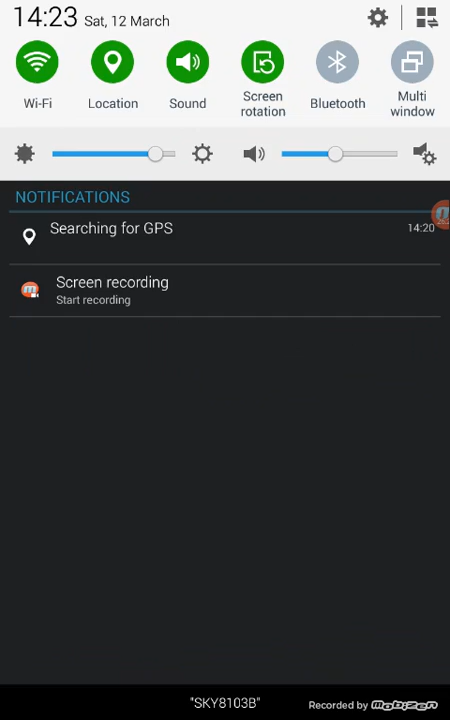 14:23 Sat, 12 March
Wi-Fi
Location
Sound
Screen
rotation
Bluetooth
Multi
window
NOTIFICATIONS
Searching for GPS
14:20
Screen recording
Start recording
"SKY8103B"
Recorded by Mobizen